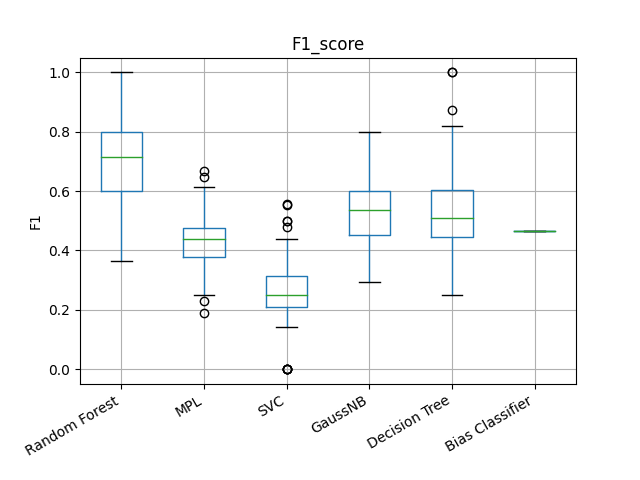 F1_score
F1
1.0
0.8
0.6
0.4
0.2
0.0
Random Forest
MPL
SVC
GaussNB
Decision Tree
Bias Classifier